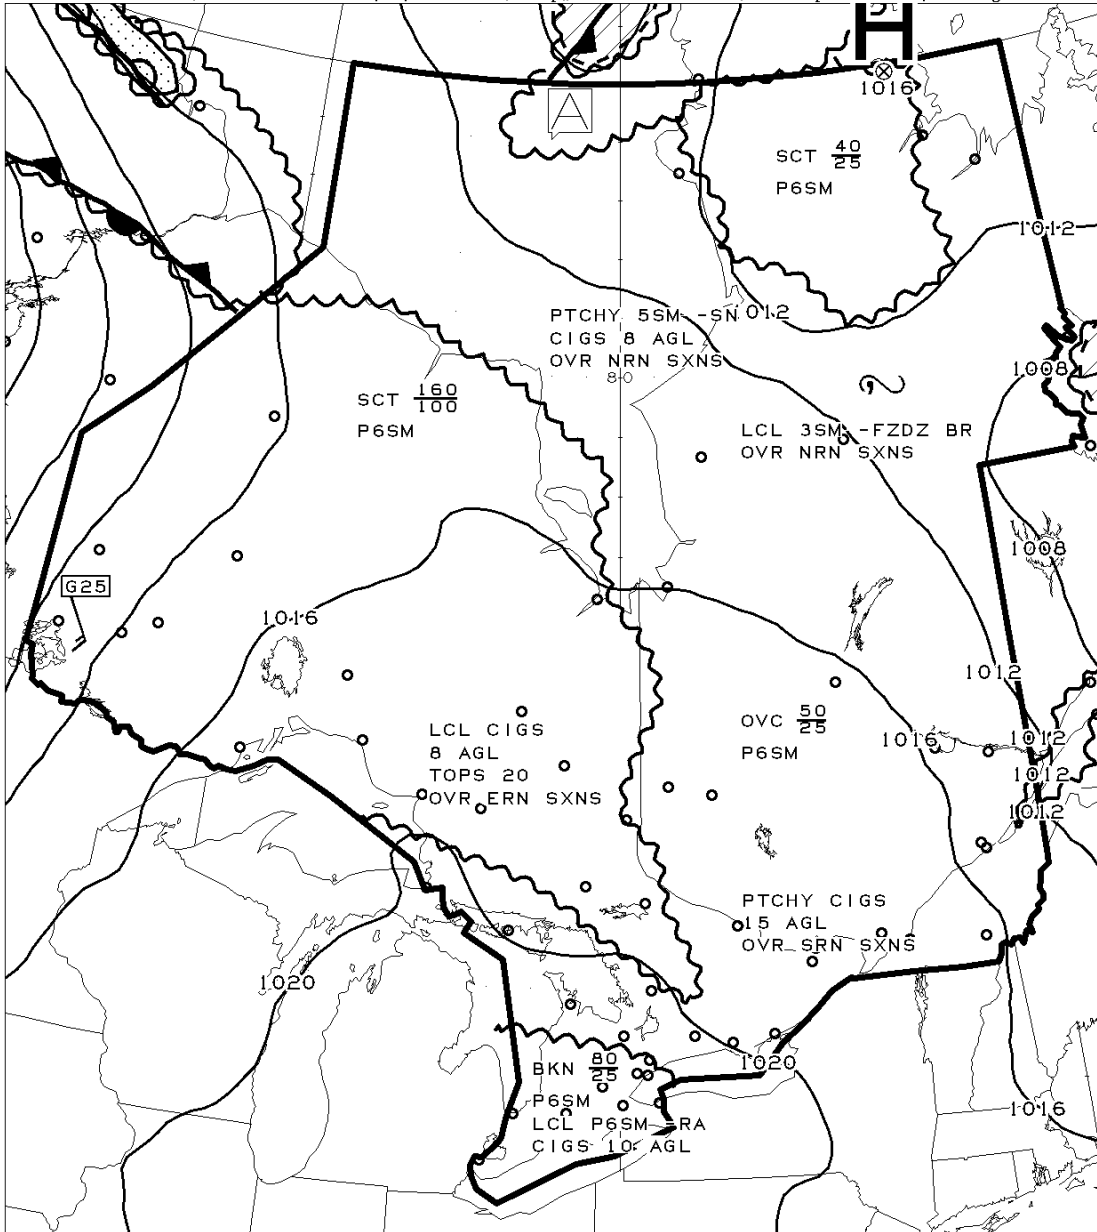 H
1016
A
SCT 40
25
P6SM
1012
PTCHY 5SM -SN
CIGS 8 AGL
OVR NRN SXNS
1012
80
1008
SCT 160
100
P6SM
LCL 3SM -FZDZ BR
OVR NRN SXNS
1008
G25
1016
1012
LCL CIGS
8 AGL
TOPS 20
OVR ERN SXNS
OVC 50
25
P6SM
1016
1012
1012
1012
PTCHY CIGS
15 AGL
OVR SRN SXNS
1020
1020
BKN 80
25
P6SM
LCL P6SM -RA
CIGS 10 AGL
1016